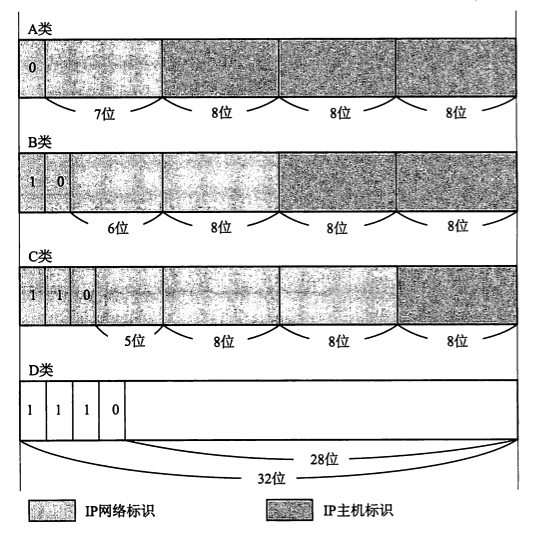 A类
0
7位 8位 8位 8位
B类
1 0
6位 8位 8位 8位
C类
1 1 0
5位 8位 8位 8位
D类
1 1 1 0
28位
32位
IP网络标识 IP主机标识